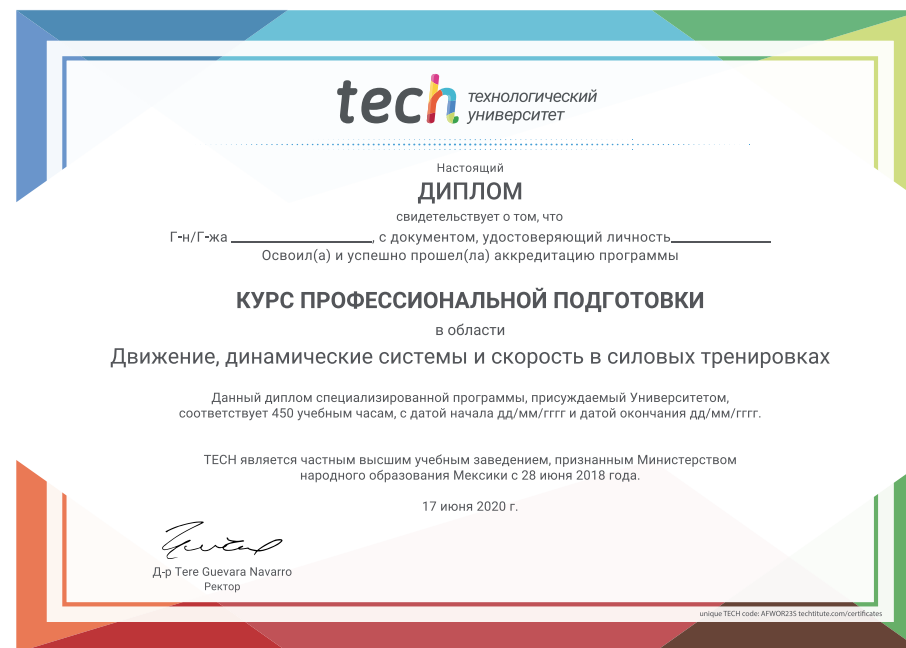 tech технологический
университет
Настоящий
ДИПЛОМ
свидетельствует о том, что
Г-н/Г-жа ____________________, с документом, удостоверяющий личность______________
Освоил(а) и успешно прошел(ла) аккредитацию программы
КУРС ПРОФЕССИОНАЛЬНОЙ ПОДГОТОВКИ
в области
Движение, динамические системы и скорость в силовых тренировках
Данный диплом специализированной программы, присуждаемый Университетом,
соответствует 450 учебным часам, с датой начала дд/мм/гггг и датой окончания дд/мм/гггг.
TECH является частным высшим учебным заведением, признанным Министерством
народного образования Мексики с 28 июня 2018 года.
17 июня 2020 г.
Д-р Tere Guevara Navarro
Ректор
unique TECH code: AFWOR23S techtitute.com/certificates